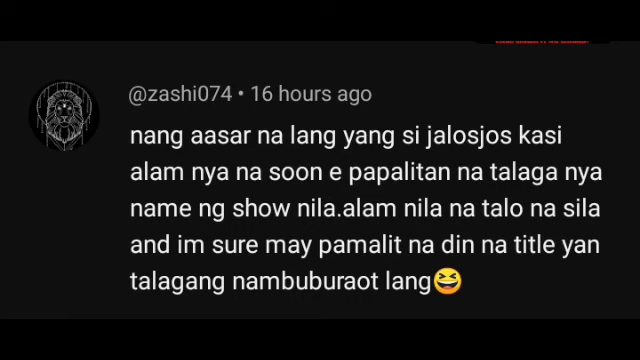 @zashi074 • 16 hours ago
nang aasar na lang yang si jalosjos kasi
alam nya na soon e papalitan na talaga nya
name ng show nila.alam nila na talo na sila
and im sure may pamalit na din na title yan
talagang nambuburaot lang😆